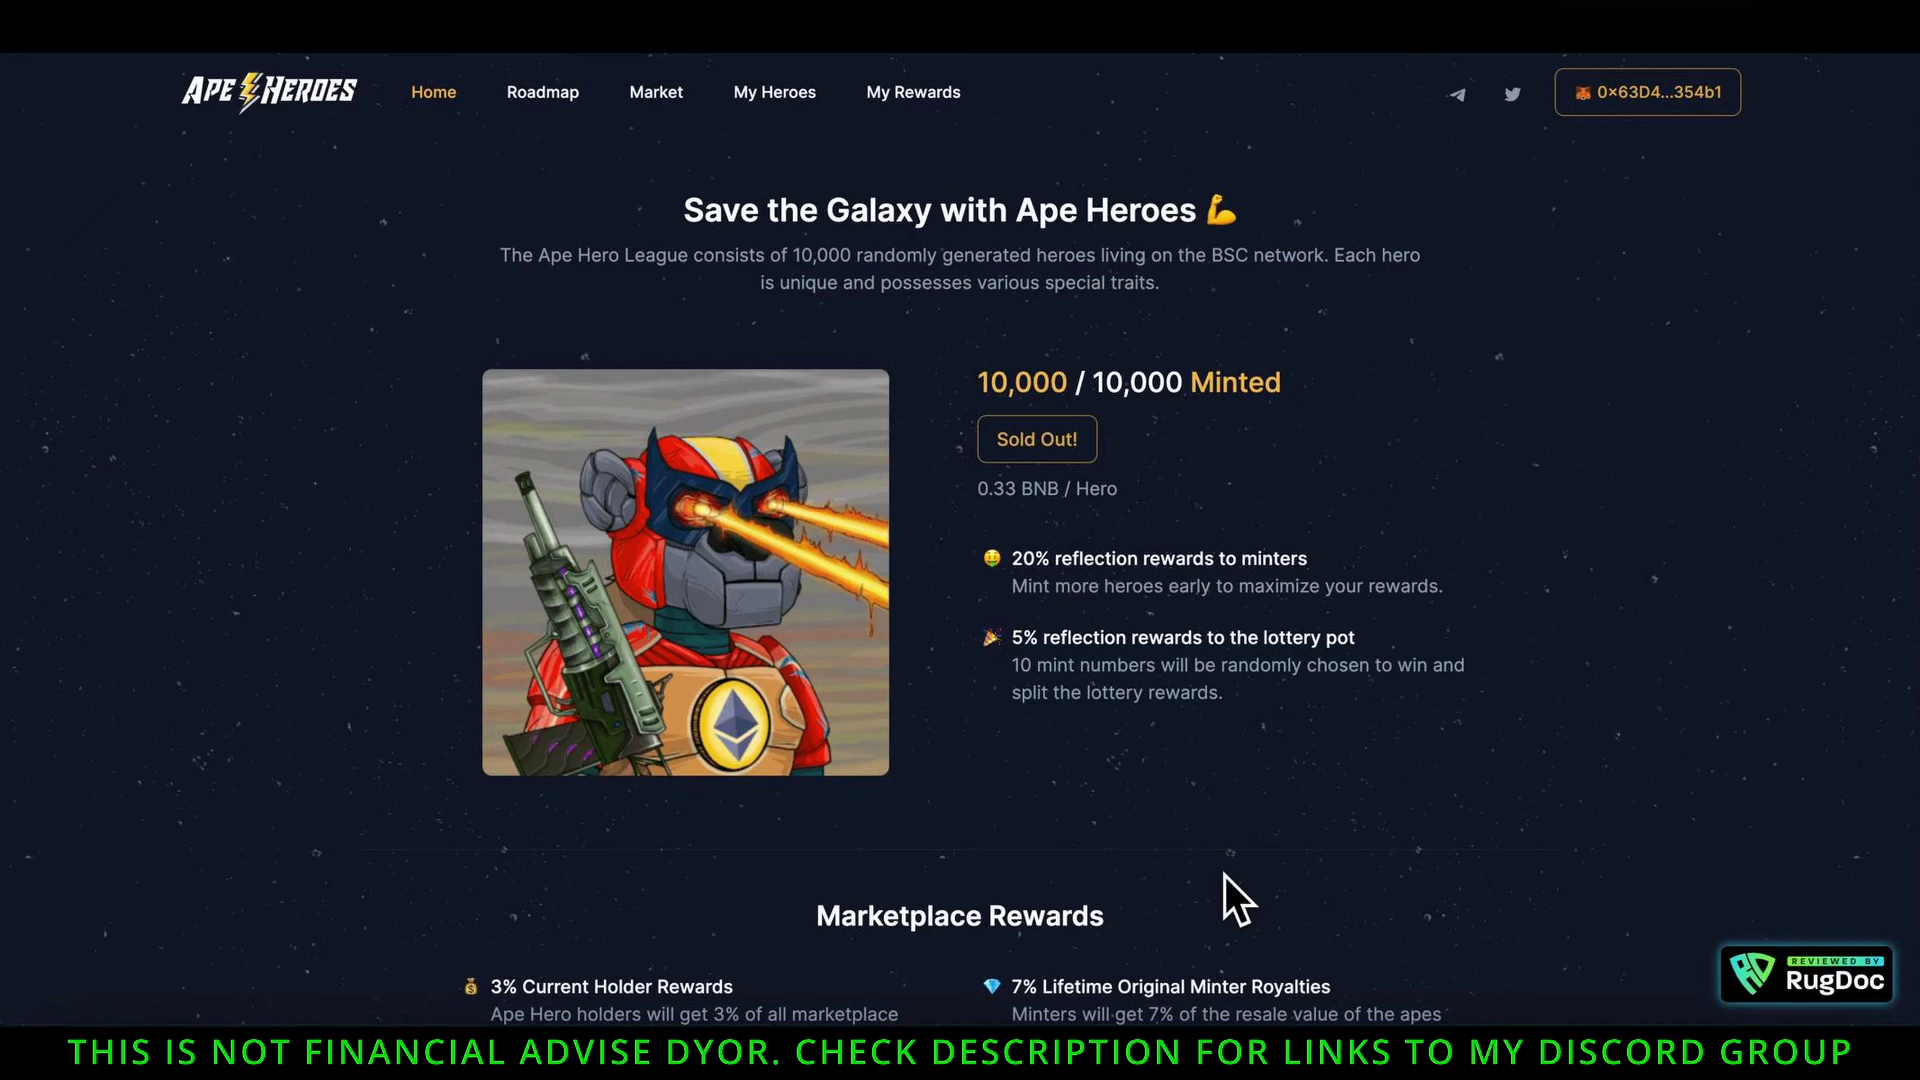 APE HEROES
Home
Roadmap
Market
My Heroes
My Rewards
0×63D4...354b1
Save the Galaxy with Ape Heroes 💪
The Ape Hero League consists of 10,000 randomly generated heroes living on the BSC network. Each hero
is unique and possesses various special traits.
10,000 / 10,000 Minted
Sold Out!
0.33 BNB / Hero
🤑 20% reflection rewards to minters
Mint more heroes early to maximize your rewards.
🎉 5% reflection rewards to the lottery pot
10 mint numbers will be randomly chosen to win and
split the lottery rewards.
Marketplace Rewards
💰 3% Current Holder Rewards
Ape Hero holders will get 3% of all marketplace
💎 7% Lifetime Original Minter Royalties
Minters will get 7% of the resale value of the apes
REVIEWED BY
RugDoc
THIS IS NOT FINANCIAL ADVISE DYOR. CHECK DESCRIPTION FOR LINKS TO MY DISCORD GROUP